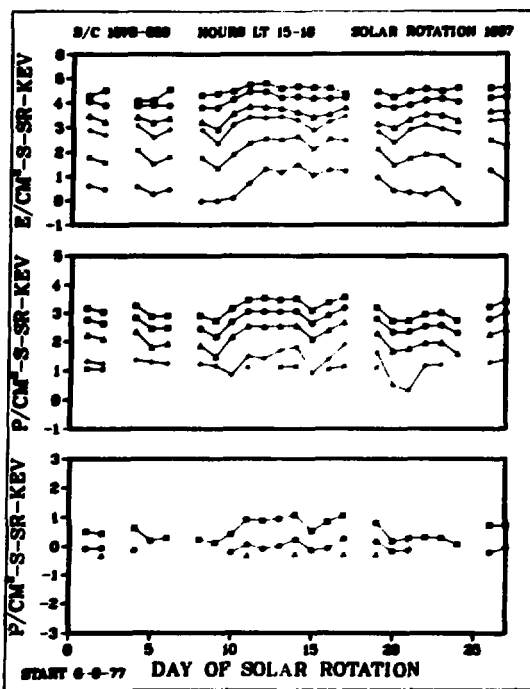 HOURS LT 15-18
SOLAR ROTATION
E/CM²-S-SR-KEV
6
5
4
3
2
1
0
-1
P/CM²-S-SR-KEV
5
4
3
2
1
0
-1
P/CM²-S-SR-KEV
3
2
1
0
-1
-2
-3
0 5 10 15 20 25
START
DAY OF SOLAR ROTATION